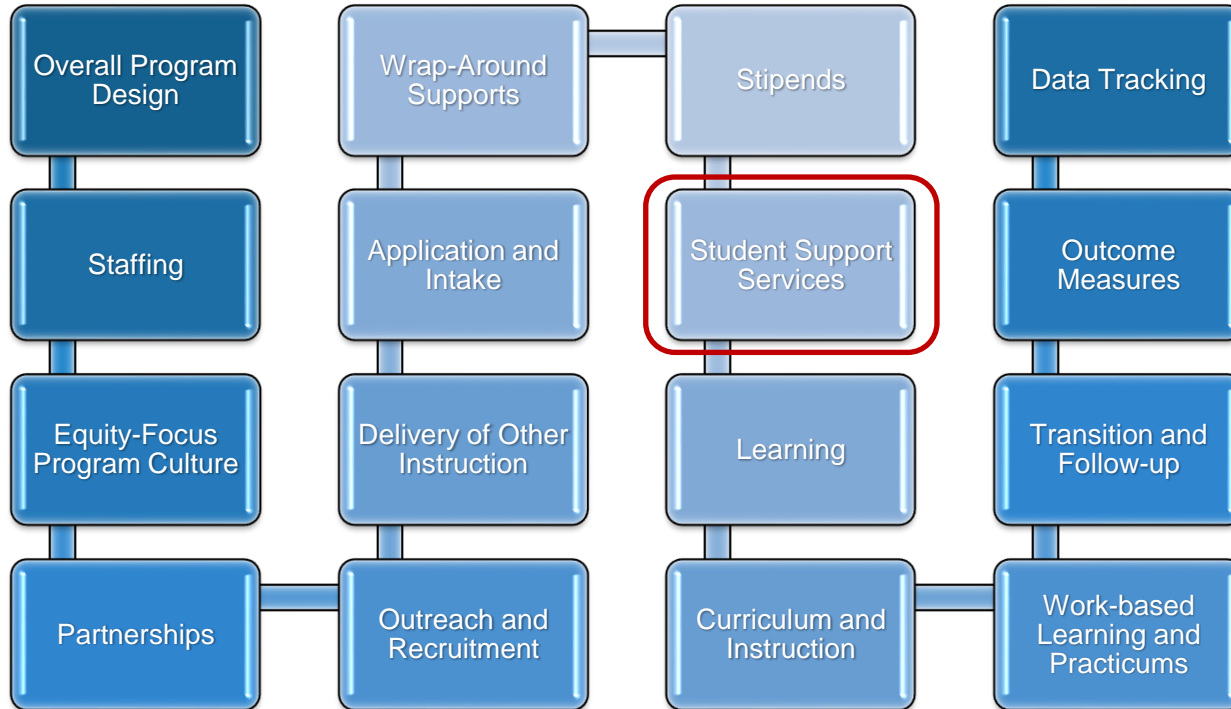 Overall Program
Design
Staffing
Equity-Focus
Program Culture
Partnerships
Outreach and
Recruitment
Delivery of Other
Instruction
Application and
Intake
Wrap-Around
Supports
Stipends
Student Support
Services
Learning
Curriculum and
Instruction
Work-based
Learning and
Practicums
Transition and
Follow-up
Outcome
Measures
Data Tracking